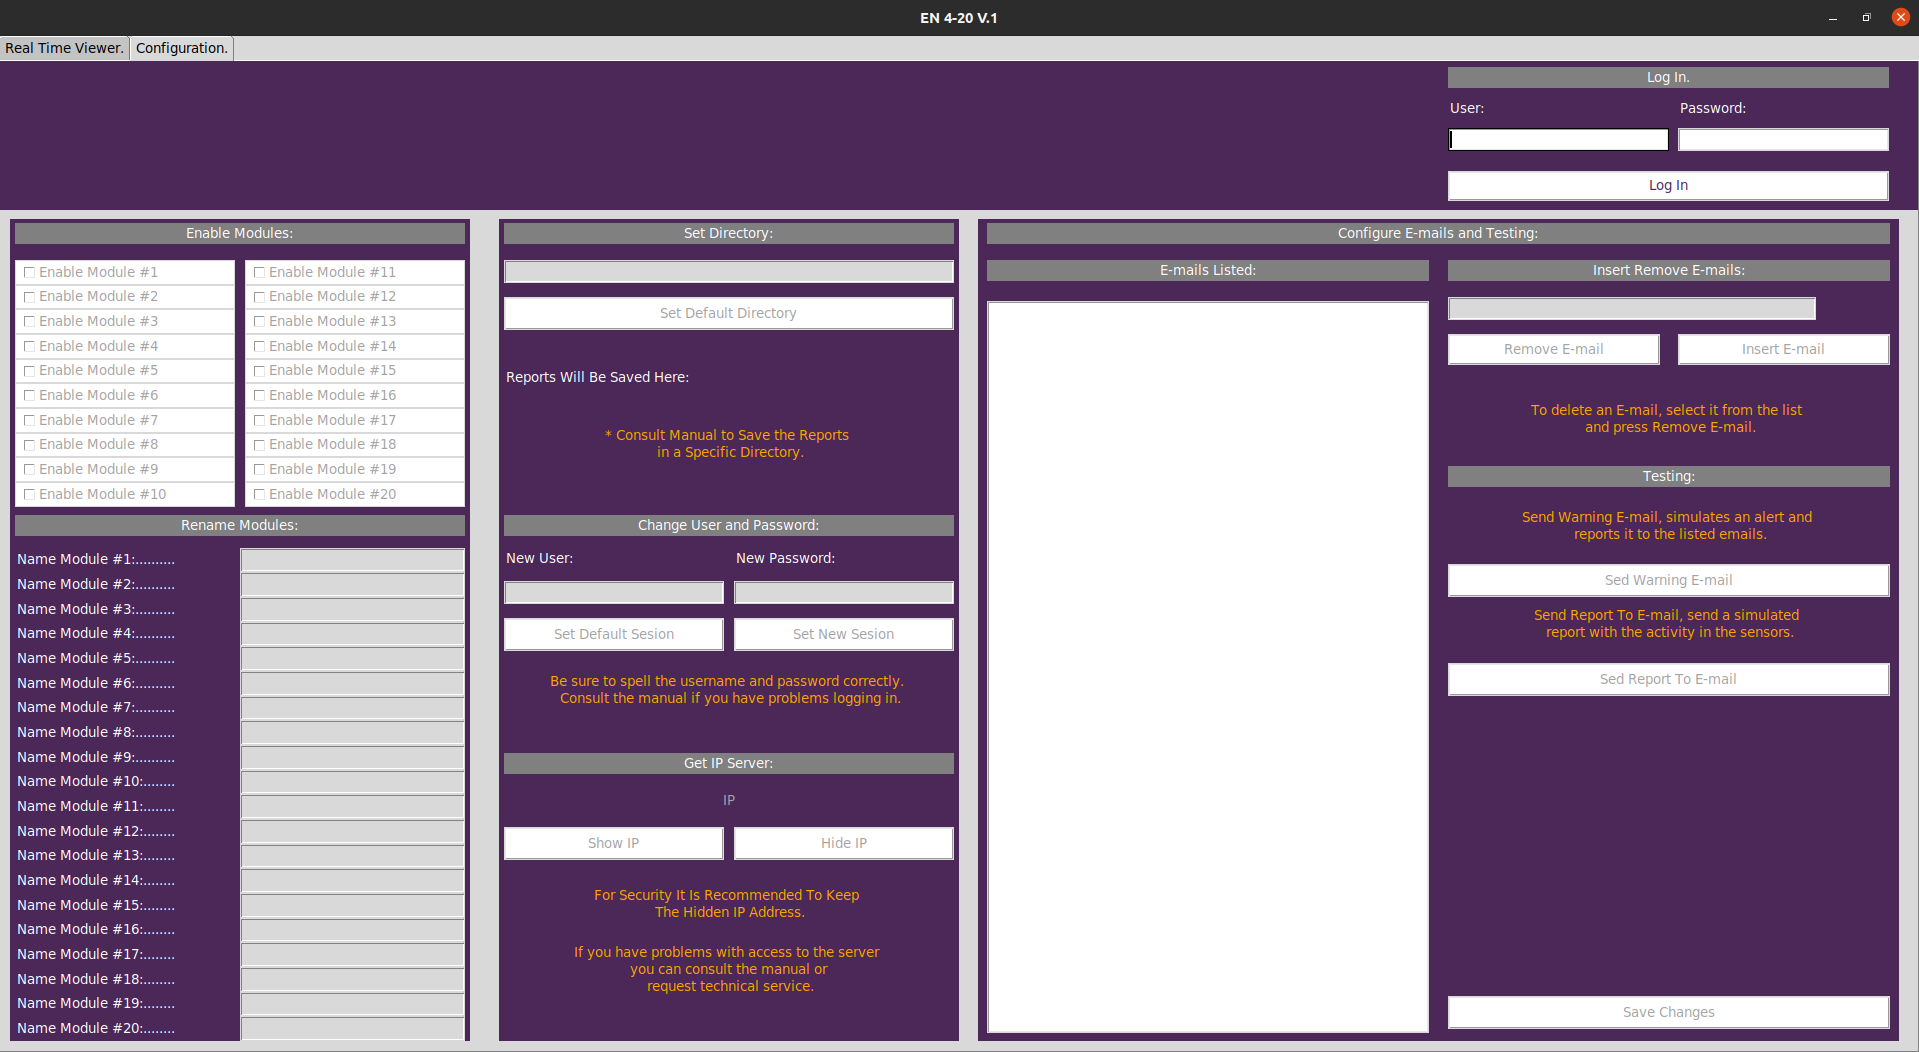 EN 4-20 V.1
Real Time Viewer.
Configuration.
Log In.
User:
Password:
Log In
Enable Modules:
Enable Module #1
Enable Module #2
Enable Module #3
Enable Module #4
Enable Module #5
Enable Module #6
Enable Module #7
Enable Module #8
Enable Module #9
Enable Module #10
Enable Module #11
Enable Module #12
Enable Module #13
Enable Module #14
Enable Module #15
Enable Module #16
Enable Module #17
Enable Module #18
Enable Module #19
Enable Module #20
Rename Modules:
Name Module #1:.........
Name Module #2:.........
Name Module #3:.........
Name Module #4:.........
Name Module #5:.........
Name Module #6:.........
Name Module #7:.........
Name Module #8:.........
Name Module #9:.........
Name Module #10:........
Name Module #11:........
Name Module #12:........
Name Module #13:........
Name Module #14:........
Name Module #15:........
Name Module #16:........
Name Module #17:........
Name Module #18:........
Name Module #19:........
Name Module #20:........
Set Directory:
Set Default Directory
Reports Will Be Saved Here:
* Consult Manual to Save the Reports
in a Specific Directory.
Change User and Password:
New User:
New Password:
Set Default Sesion
Set New Sesion
Be sure to spell the username and password correctly.
Consult the manual if you have problems logging in.
Get IP Server:
IP
Show IP
Hide IP
For Security It Is Recommended To Keep
The Hidden IP Address.
If you have problems with access to the server
you can consult the manual or
request technical service.
Configure E-mails and Testing:
E-mails Listed:
Insert Remove E-mails:
Remove E-mail
Insert E-mail
To delete an E-mail, select it from the list
and press Remove E-mail.
Testing:
Send Warning E-mail, simulates an alert and
reports it to the listed emails.
Sed Warning E-mail
Send Report To E-mail, send a simulated
report with the activity in the sensors.
Sed Report To E-mail
Save Changes